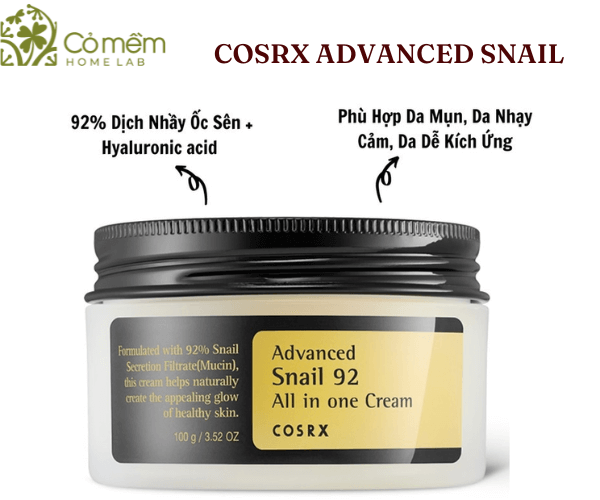 Cỏ mềm
HOME LAB
COSRX ADVANCED SNAIL
92% Dịch Nhầy Ốc Sên +
Hyaluronic acid
Phù Hợp Da Mụn, Da Nhạy
Cảm, Da Dễ Kích Ứng
Formulated with 92% Snail
Secretion Filtrate(Mucin),
this cream helps naturally
create the appealing glow
of healthy skin.
100 g / 3.52 OZ
Advanced
Snail 92
All in one Cream
COSRX